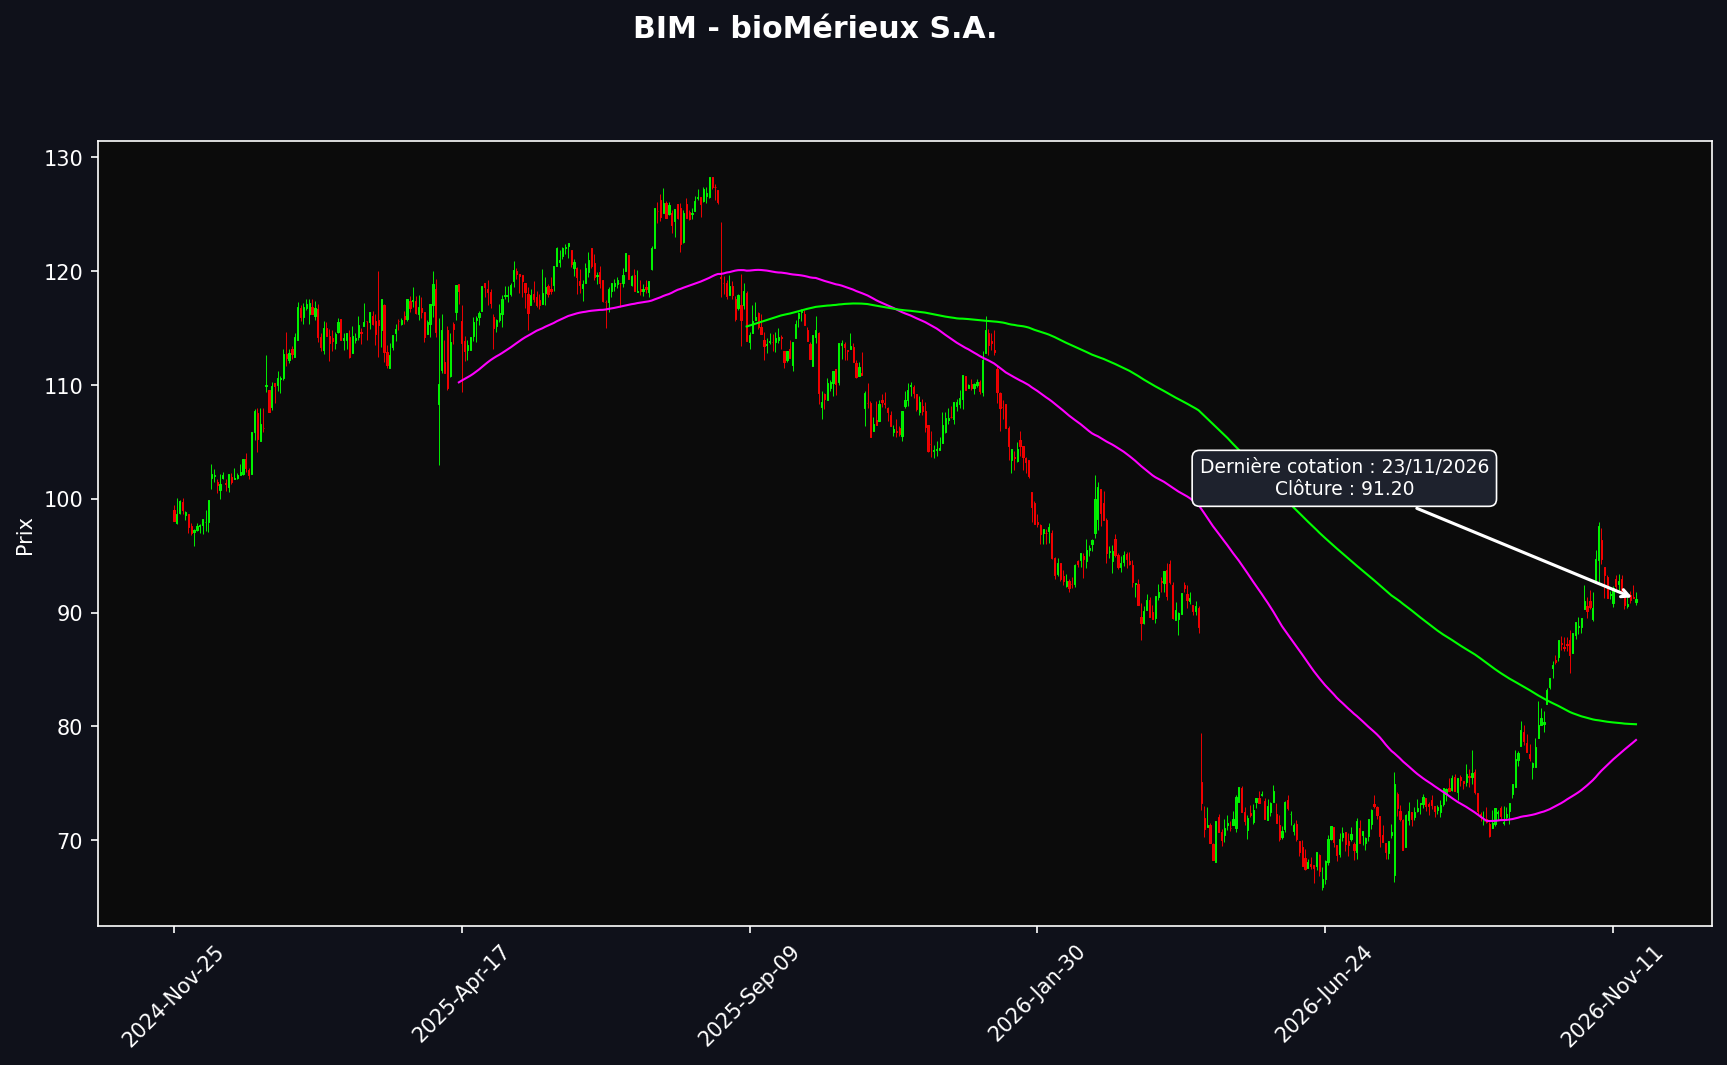 BIM - bioMérieux S.A.
130
120
110
100
90
80
70
Prix
Dernière cotation : 23/11/2026
Clôture : 91.20
2024-Nov-25
2025-Apr-17
2025-Sep-09
2026-Jan-30
2026-Jun-24
2026-Nov-11